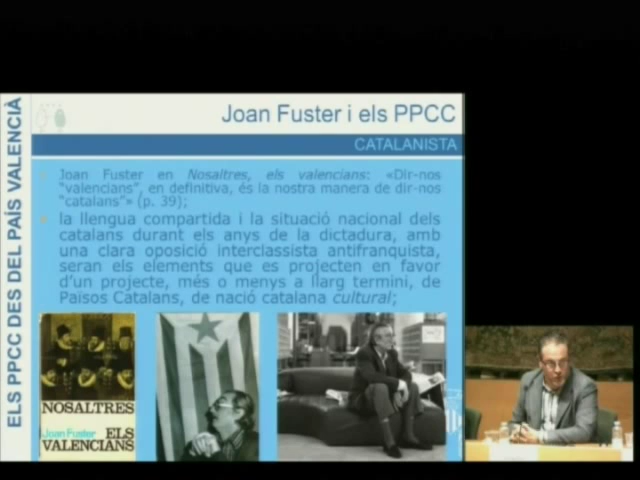 ELS PPCC DES DEL PAÍS VALENCIÀ
Joan Fuster i els PPCC
CATALANISTA
Joan Fuster en Nosaltres, els valencians: «Dir-nos
"valencians", en definitiva, és la nostra manera de dir-nos
"catalans"» (p. 39);
la llengua compartida i la situació nacional dels
catalans durant els anys de la dictadura, amb
una clara oposició interclassista antifranquista,
seran els elements que es projecten en favor
d'un projecte, més o menys a llarg termini, de
Països Catalans, de nació catalana cultural;
NOSALTRES
Joan Fuster ELS
VALENCIANS